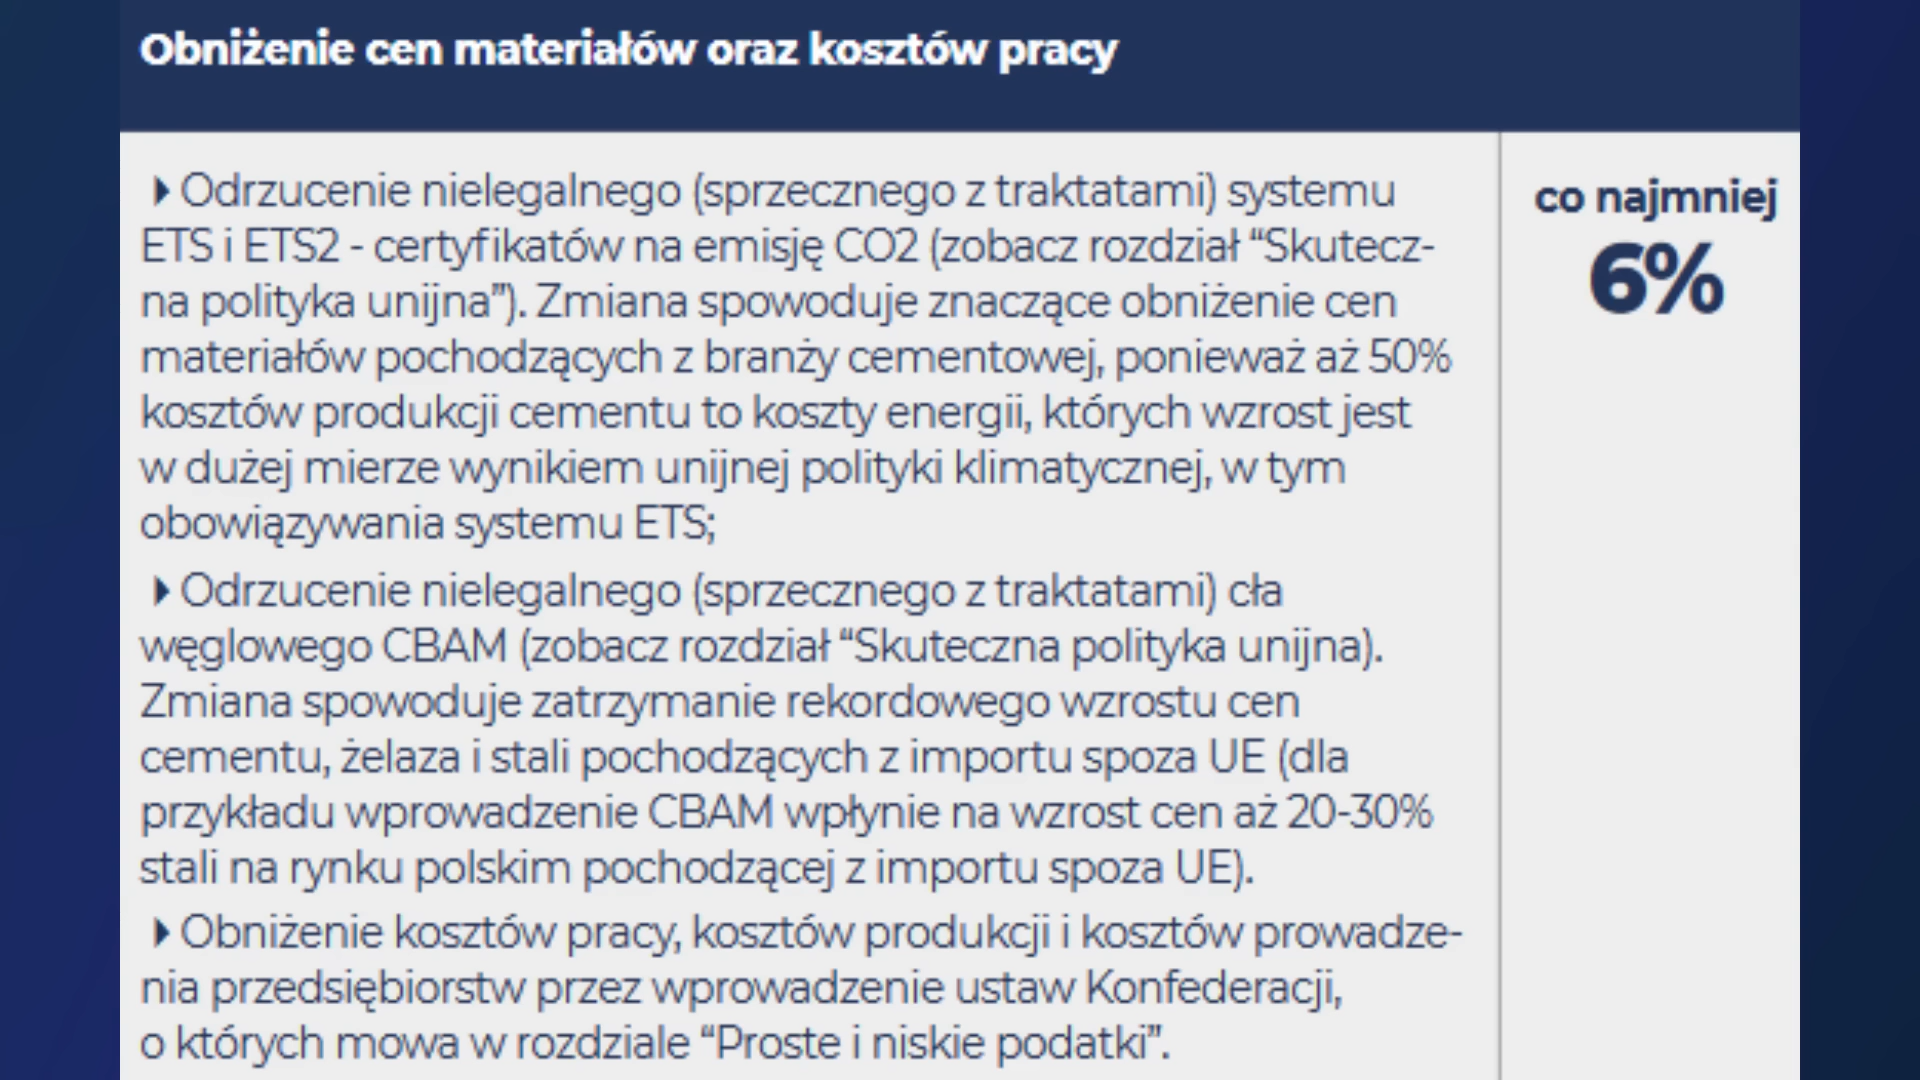 Obniżenie cen materiałów oraz kosztów pracy
Odrzucenie nielegalnego (sprzecznego z traktatami) systemu
ETS i ETS2 - certyfikatów na emisję CO2 (zobacz rozdział “Skutecz-
na polityka unijna”). Zmiana spowoduje znaczące obniżenie cen
materiałów pochodzących z branży cementowej, ponieważ aż 50%
kosztów produkcji cementu to koszty energii, których wzrost jest
w dużej mierze wynikiem unijnej polityki klimatycznej, w tym
obowiązywania systemu ETS;
Odrzucenie nielegalnego (sprzecznego z traktatami) cła
węglowego CBAM (zobacz rozdział “Skuteczna polityka unijna).
Zmiana spowoduje zatrzymanie rekordowego wzrostu cen
cementu, żelaza i stali pochodzących z importu spoza UE (dla
przykładu wprowadzenie CBAM wpłynie na wzrost cen aż 20-30%
stali na rynku polskim pochodzącej z importu spoza UE).
Obniżenie kosztów pracy, kosztów produkcji i kosztów prowadze-
nia przedsiębiorstw przez wprowadzenie ustaw Konfederacji,
o których mowa w rozdziale “Proste i niskie podatki”.
co najmniej
6%